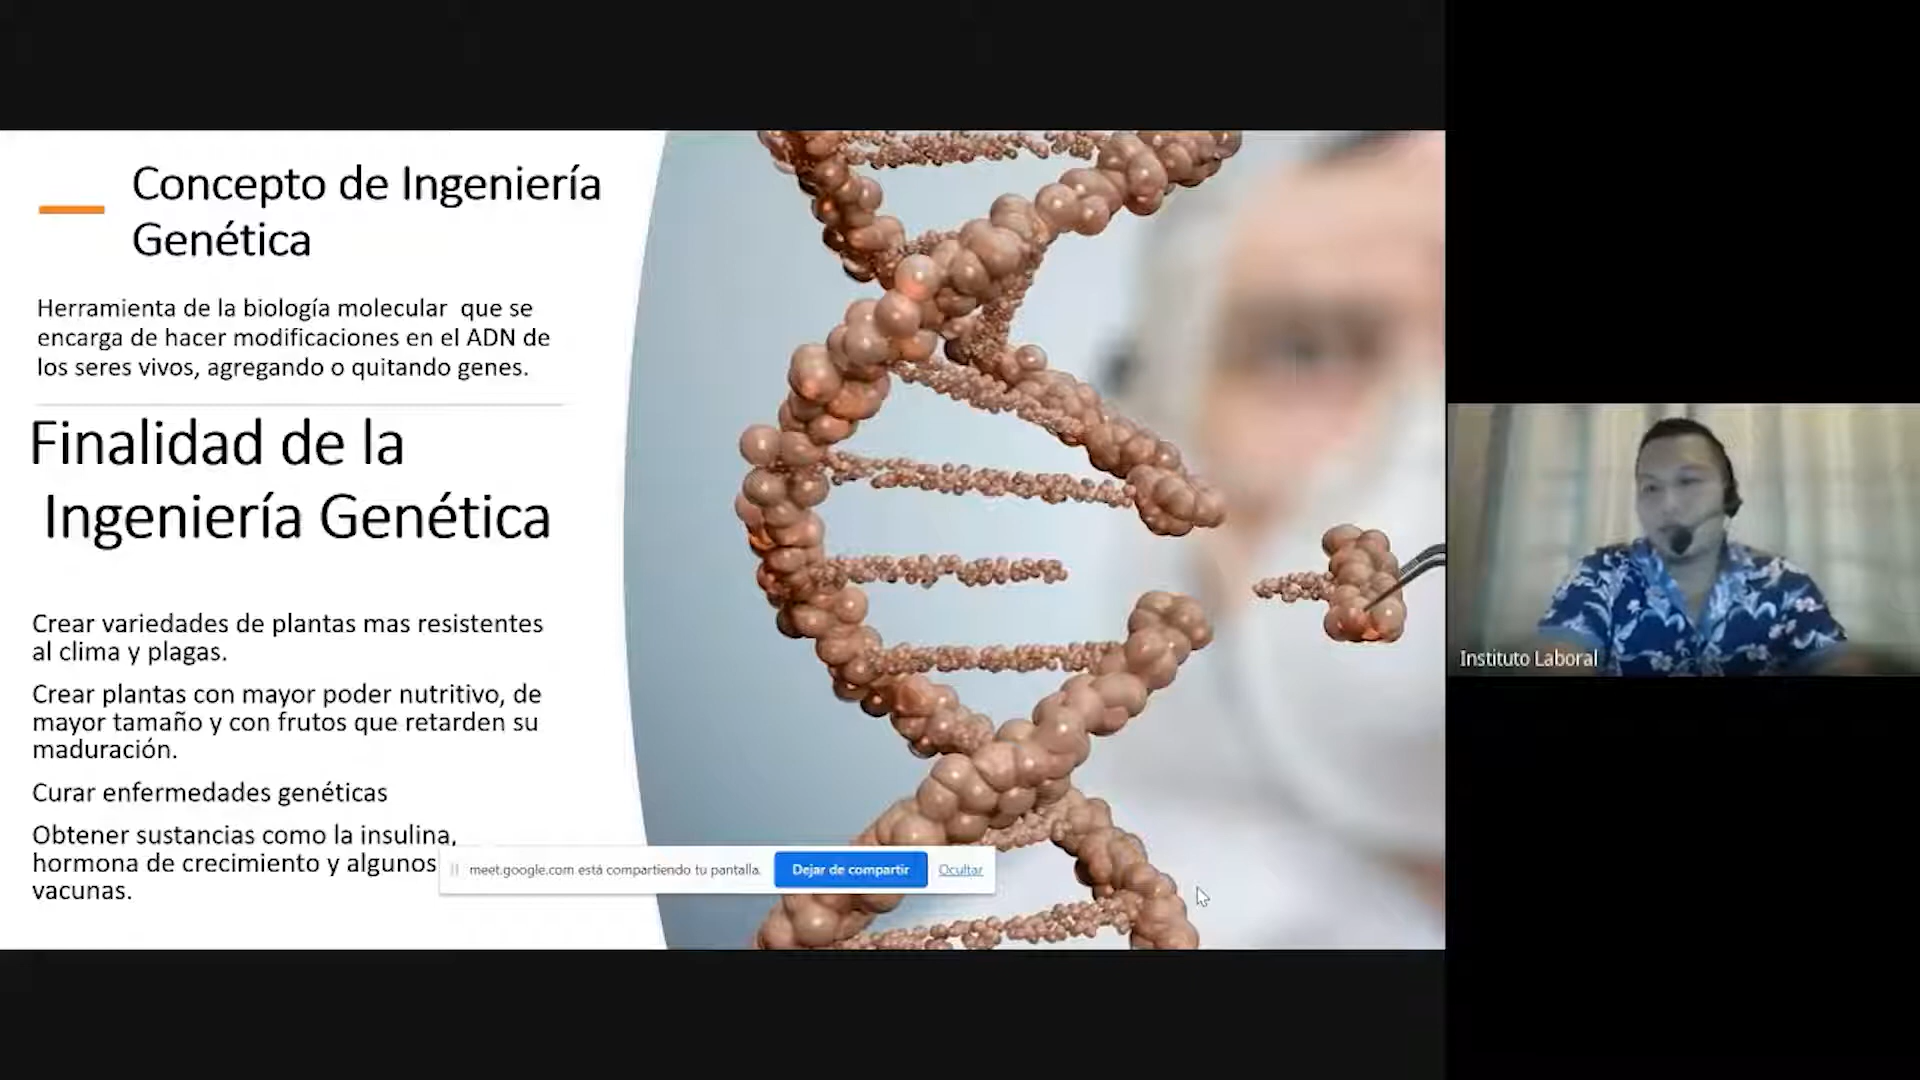 Concepto de Ingeniería
Genética
Herramienta de la biología molecular que se
encarga de hacer modificaciones en el ADN de
los seres vivos, agregando o quitando genes.
Finalidad de la
Ingeniería Genética
Crear variedades de plantas mas resistentes
al clima y plagas.
Crear plantas con mayor poder nutritivo, de
mayor tamaño y con frutos que retarden su
maduración.
Curar enfermedades genéticas
Obtener sustancias como la insulina,
hormona de crecimiento y algunos
vacunas.
meet.google.com está compartiendo tu pantalla.
Dejar de compartir
Ocultar
Instituto Laboral